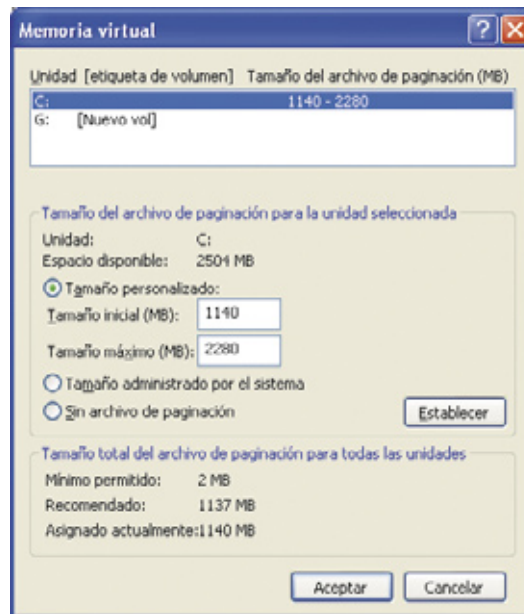 Memoria virtual
Unidad [etiqueta de volumen] Tamaño del archivo de paginación (MB)
C: 1140 - 2280
G: [Nuevo vol]
Tamaño del archivo de paginación para la unidad seleccionada
Unidad: C:
Espacio disponible: 2504 MB
Tamaño personalizado:
Tamaño inicial (MB): 1140
Tamaño máximo (MB): 2280
Tamaño administrado por el sistema
Sin archivo de paginación
Establecer
Tamaño total del archivo de paginación para todas las unidades
Mínimo permitido: 2 MB
Recomendado: 1137 MB
Asignado actualmente:1140 MB
Aceptar Cancelar